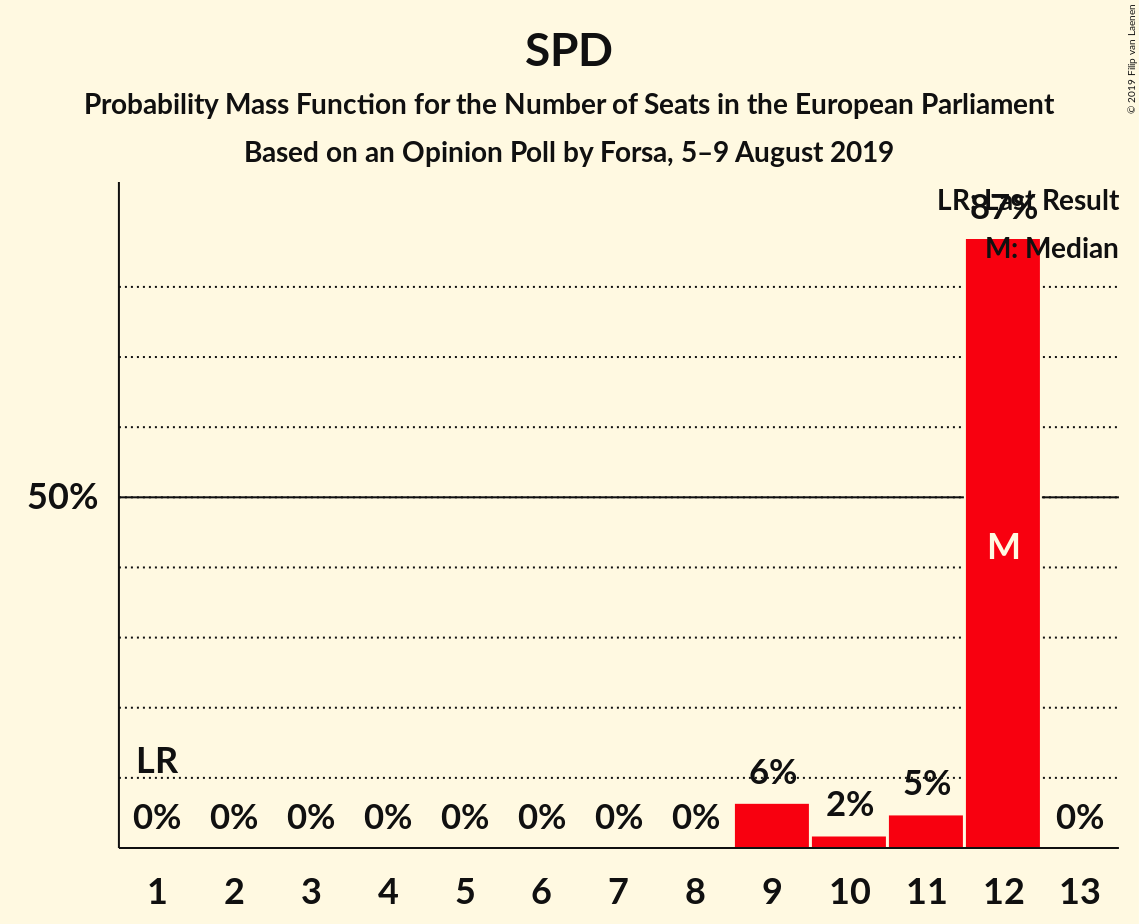 SPD
Probability Mass Function for the Number of Seats in the European Parliament
Based on an Opinion Poll by Forsa, 5–9 August 2019
© 2019 Filip van Laenen
LR: Last Result
87%
M: Median
50%
M
LR
0% 0% 0% 0% 0% 0% 0% 0% 6% 2% 5% 0%
1 2 3 4 5 6 7 8 9 10 11 12 13